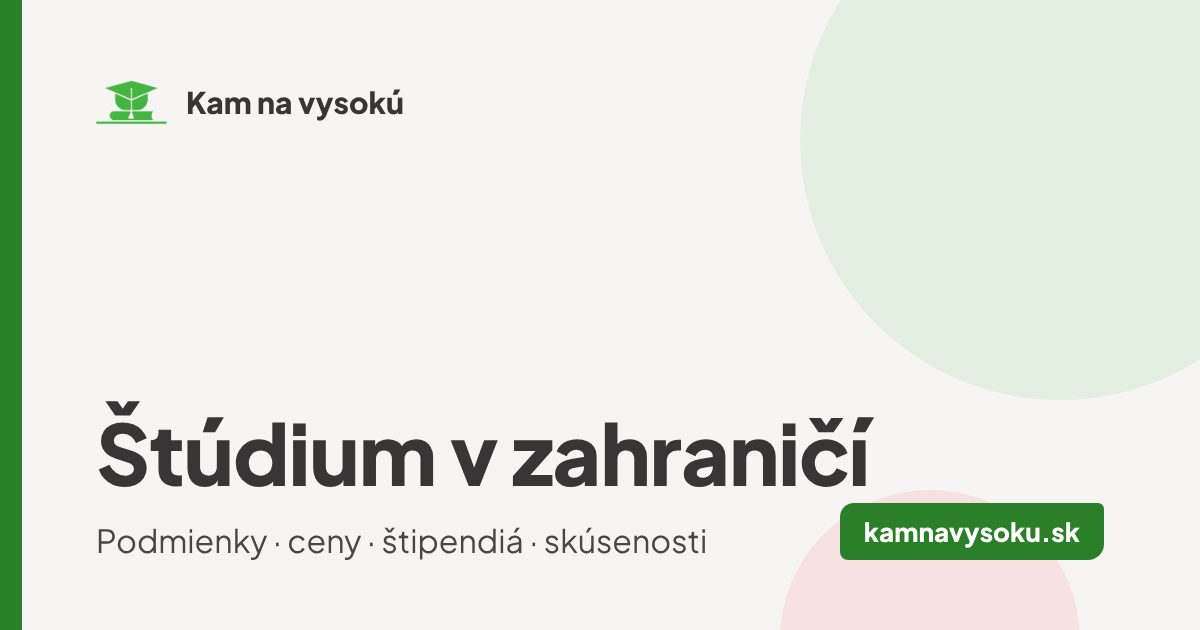 Kam na vysokú
Štúdium v zahraničí
Podmienky · ceny · štipendiá · skúsenosti
kamnavysoku.sk